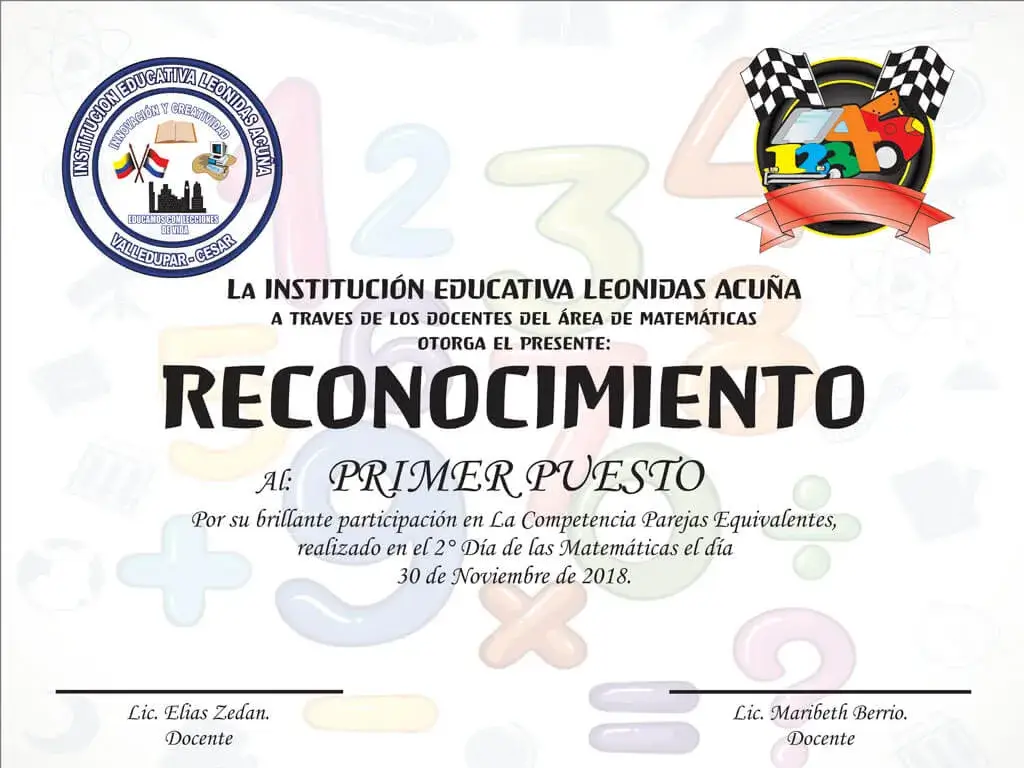 INSTITUCION EDUCATIVA LEONIDAS ACUÑA
INNOVACIÓN Y CREATIVIDAD
EDUCAMOS CON LECCIONES
DE VIDA
VALLEDUPAR - CESAR
123
4
LA INSTITUCIÓN EDUCATIVA LEONIDAS ACUÑA
A TRAVES DE LOS DOCENTES DEL ÁREA DE MATEMÁTICAS
OTORGA EL PRESENTE:
RECONOCIMIENTO
Al: PRIMER PUESTO
Por su brillante participación en La Competencia Parejas Equivalentes,
realizado en el 2° Día de las Matemáticas el día
30 de Noviembre de 2018.
Lic. Elias Zedan.
Docente
Lic. Maribeth Berrio.
Docente